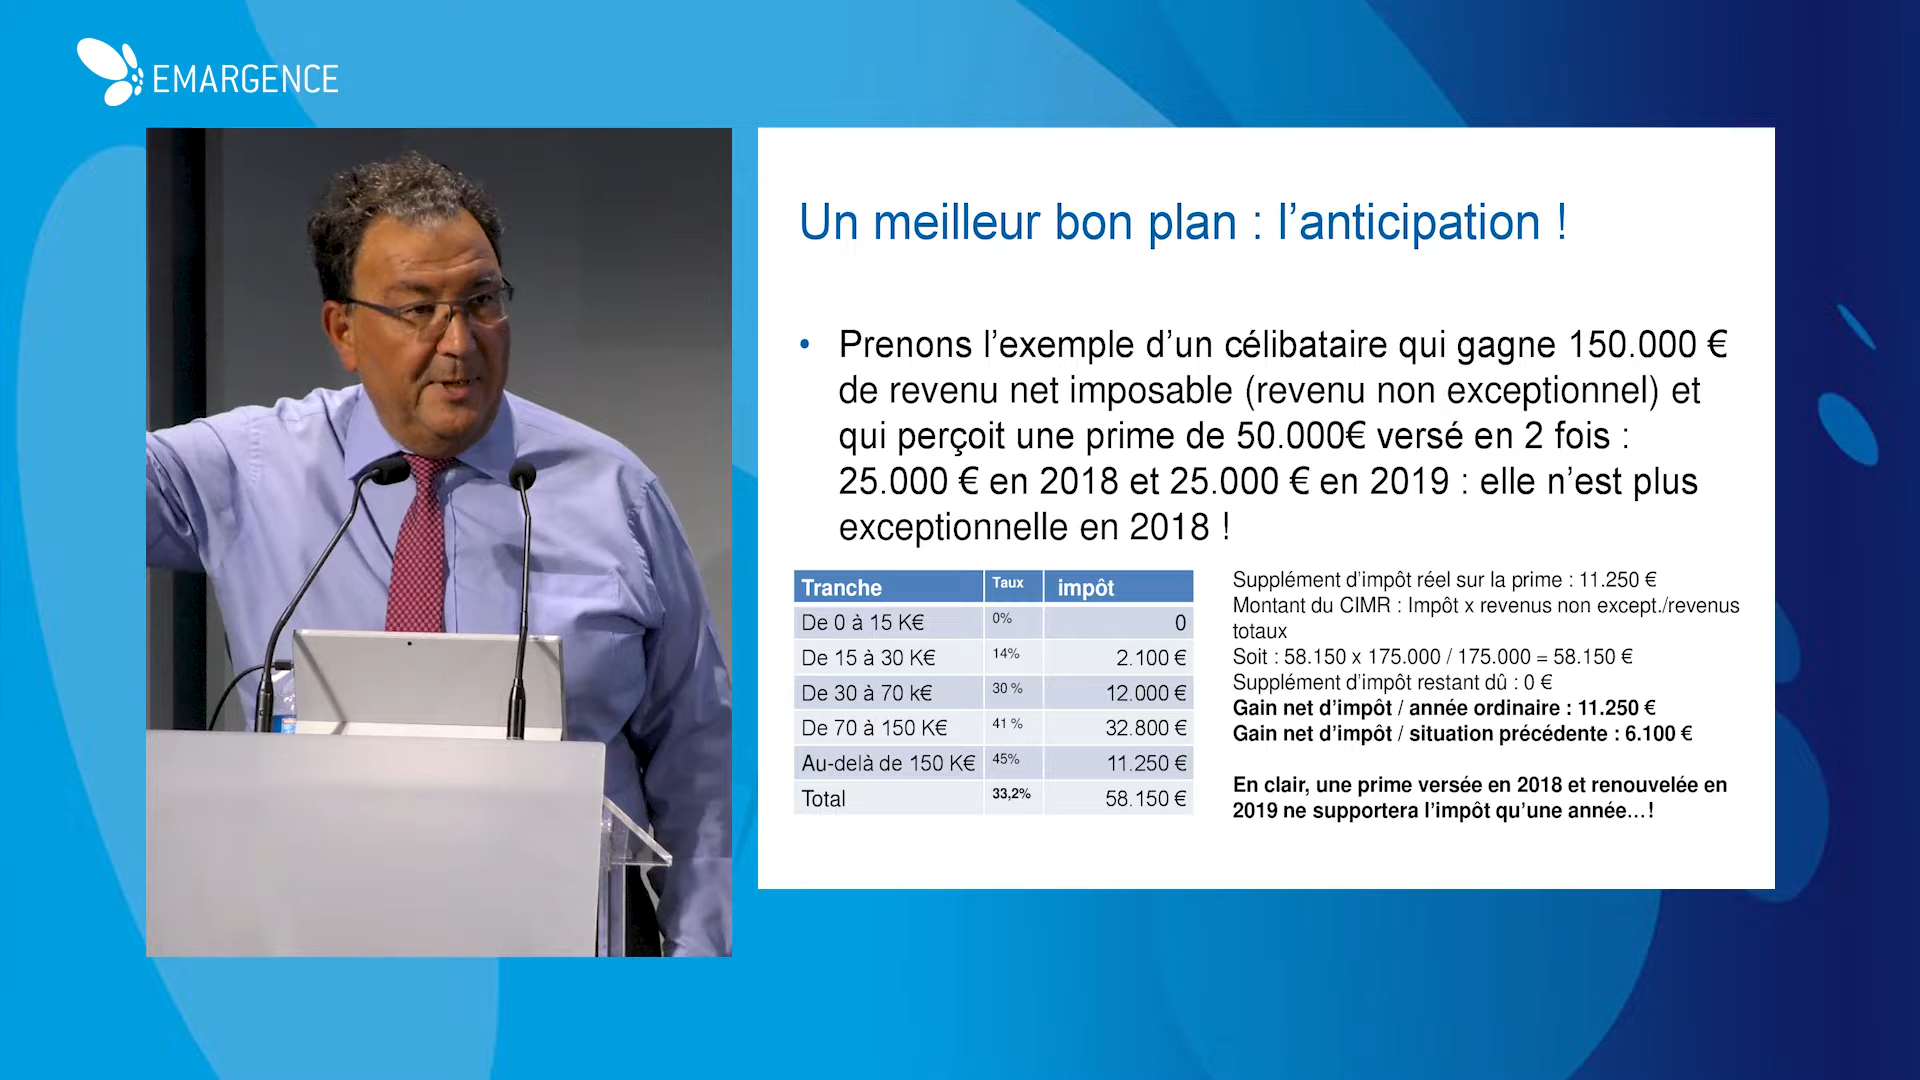 EMARGENCE
Un meilleur bon plan : l’anticipation !
• Prenons l’exemple d’un célibataire qui gagne 150.000 €
de revenu net imposable (revenu non exceptionnel) et
qui perçoit une prime de 50.000€ versé en 2 fois :
25.000 € en 2018 et 25.000 € en 2019 : elle n’est plus
exceptionnelle en 2018 !
Tranche Taux impôt
De 0 à 15 K€ 0% 0
De 15 à 30 K€ 14% 2.100 €
De 30 à 70 k€ 30 % 12.000 €
De 70 à 150 K€ 41 % 32.800 €
Au-delà de 150 K€ 45% 11.250 €
Total 33,2% 58.150 €
Supplément d’impôt réel sur la prime : 11.250 €
Montant du CIMR : Impôt x revenus non except./revenus
totaux
Soit : 58.150 x 175.000 / 175.000 = 58.150 €
Supplément d’impôt restant dû : 0 €
Gain net d’impôt / année ordinaire : 11.250 €
Gain net d’impôt / situation précédente : 6.100 €
En clair, une prime versée en 2018 et renouvelée en
2019 ne supportera l’impôt qu’une année…!